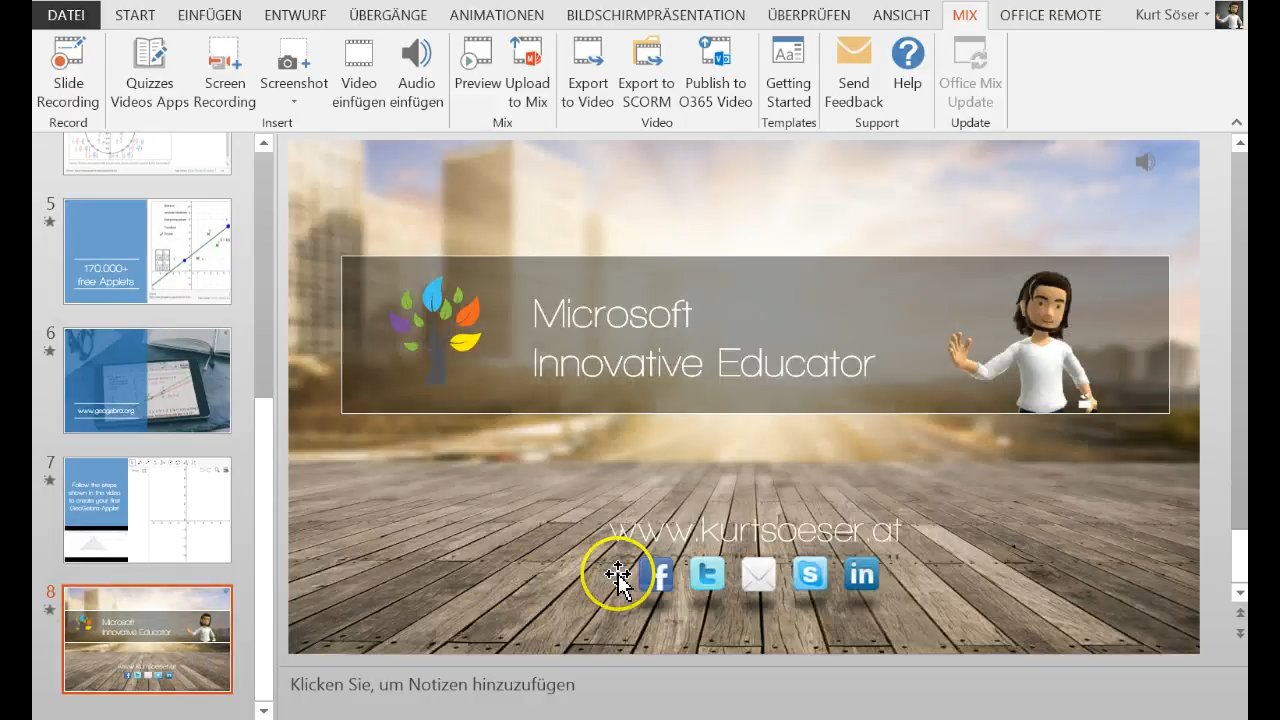 DATEI START EINFÜGEN ENTWURF ÜBERGÄNGE ANIMATIONEN BILDSCHIRMPRÄSENTATION ÜBERPRÜFEN ANSICHT MIX OFFICE REMOTE Kurt Söser
Slide Recording
Quizzes Videos Apps
Screen Recording
Screenshot
Video einfügen
Audio einfügen
Preview
Upload to Mix
Export to Video
Export to SCORM
Publish to O365 Video
Aa
Getting Started
Send Feedback
Help
Office Mix Update
Record Insert Mix Video Templates Support Update
5
170.000+
free Applets
6
www.geogebra.org
7
Follow the steps
shown in the video
to create your first
GeoGebra Applet
8
Microsoft
Innovative Educator
www.kurtsoeser.at
Microsoft
Innovative Educator
www.kurtsoeser.at
Klicken Sie, um Notizen hinzuzufügen